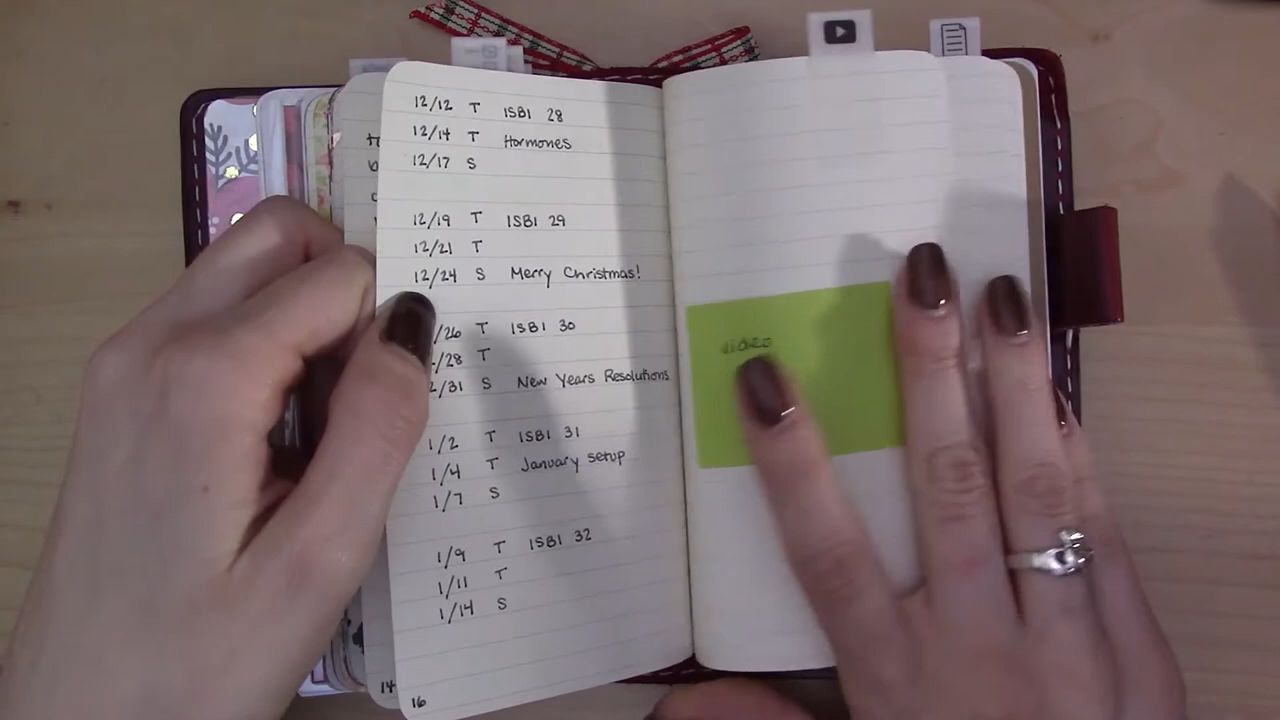 12/12 T ISBI 28
12/14 T Hormones
12/17 S
12/19 T ISBI 29
12/21 T
12/24 S Merry Christmas!
/26 T ISBI 30
/28 T
2/31 S New Years Resolutions
1/2 T ISBI 31
1/4 T January setup
1/7 S
1/9 T ISBI 32
1/11 T
1/14 S
16
14
video